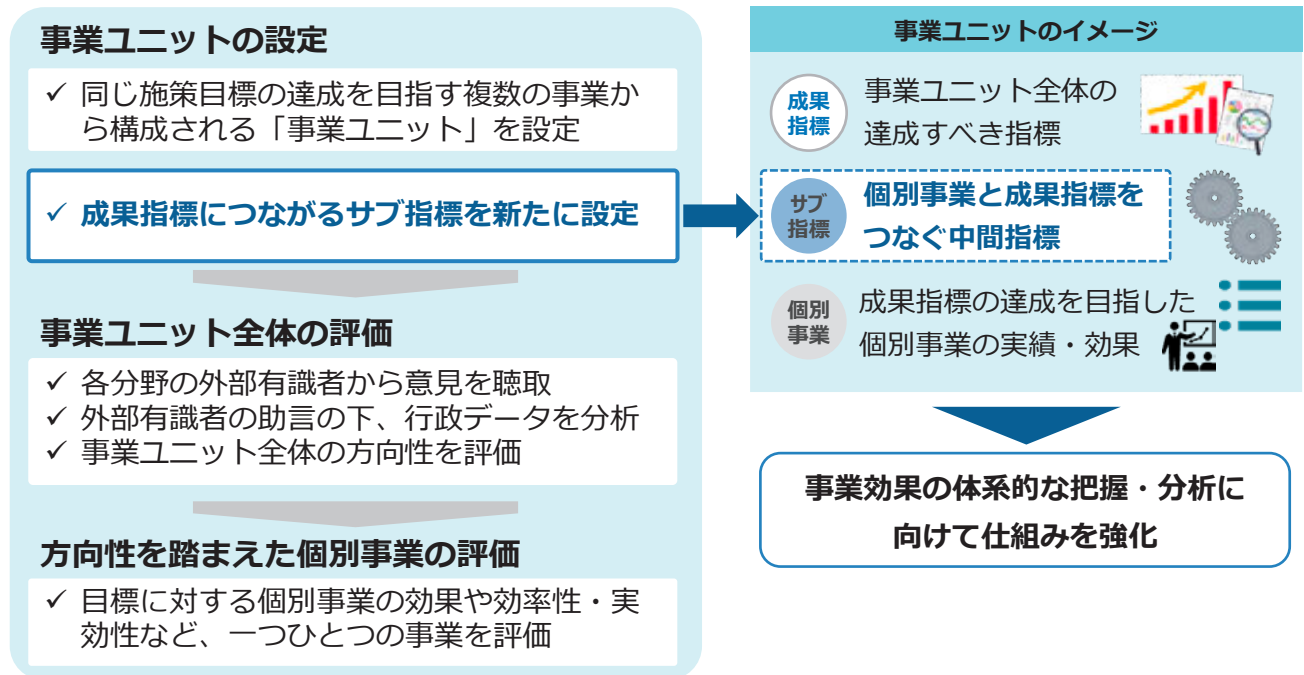 事業ユニットの設定
✓ 同じ施策目標の達成を目指す複数の事業か
ら構成される「事業ユニット」を設定
✓ 成果指標につながるサブ指標を新たに設定
事業ユニット全体の評価
✓ 各分野の外部有識者から意見を聴取
✓ 外部有識者の助言の下、行政データを分析
✓ 事業ユニット全体の方向性を評価
方向性を踏まえた個別事業の評価
✓ 目標に対する個別事業の効果や効率性・実
効性など、一つひとつの事業を評価
事業ユニットのイメージ
成果
指標
事業ユニット全体の
達成すべき指標
サブ
指標
個別事業と成果指標を
つなぐ中間指標
個別
事業
成果指標の達成を目指した
個別事業の実績・効果
事業効果の体系的な把握・分析に
向けて仕組みを強化